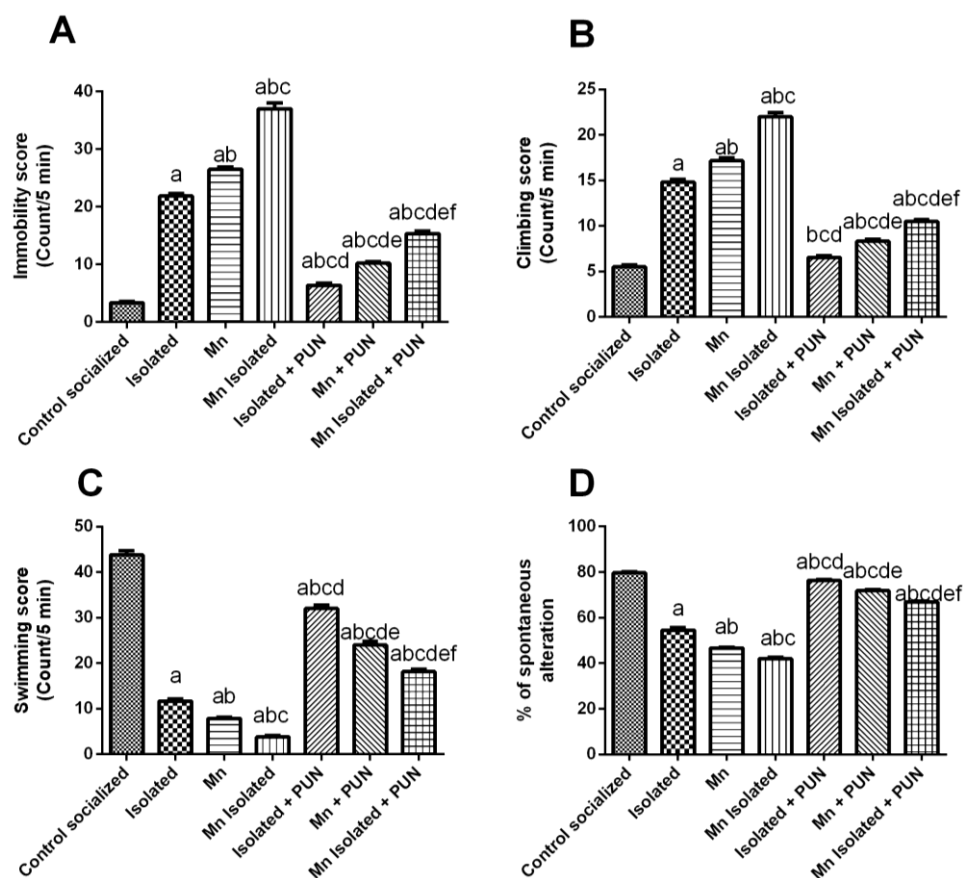 A
Immobility score
(Count/5 min)
40
30
20
10
0
a
ab
abc
abcd
abcde
abcdef
Control socialized
Isolated
Mn
Mn Isolated
Isolated + PUN
Mn + PUN
Mn Isolated + PUN
B
Climbing score
(Count/5 min)
25
20
15
10
5
0
a
ab
abc
bcd
abcde
abcdef
Control socialized
Isolated
Mn
Mn Isolated
Isolated + PUN
Mn + PUN
Mn Isolated + PUN
C
Swimming score
(Count/5 min)
50
40
30
20
10
0
a
ab
abc
abcd
abcde
abcdef
Control socialized
Isolated
Mn
Mn Isolated
Isolated + PUN
Mn + PUN
Mn Isolated + PUN
D
% of spontaneous
alteration
100
80
60
40
20
0
a
ab
abc
abcd
abcde
abcdef
Control socialized
Isolated
Mn
Mn Isolated
Isolated + PUN
Mn + PUN
Mn Isolated + PUN